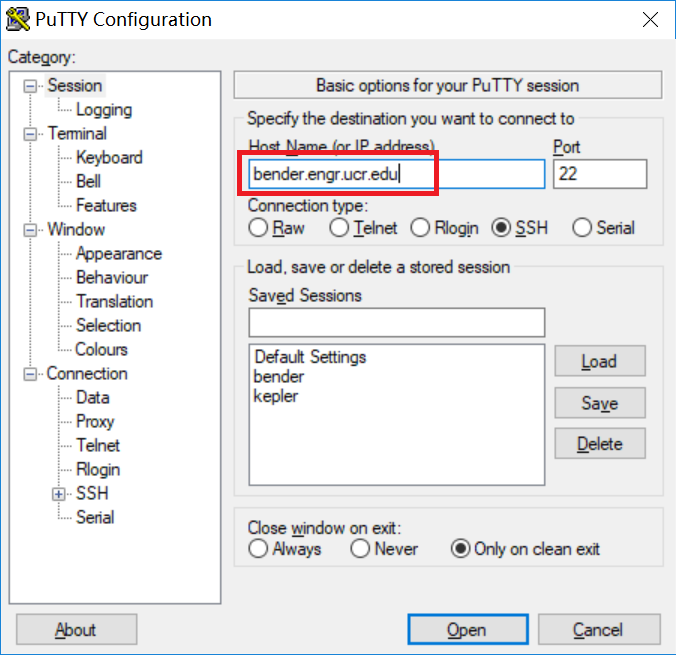 PuTTY Configuration
Category:
Session
Logging
Terminal
Keyboard
Bell
Features
Window
Appearance
Behaviour
Translation
Selection
Colours
Connection
Data
Proxy
Telnet
Rlogin
SSH
Serial
Basic options for your PuTTY session
Specify the destination you want to connect to
Host Name (or IP address) Port
bender.engr.ucr.edu 22
Connection type:
Raw Telnet Rlogin SSH Serial
Load, save or delete a stored session
Saved Sessions
Default Settings
bender
kepler
Load
Save
Delete
Close window on exit:
Always Never Only on clean exit
About Open Cancel